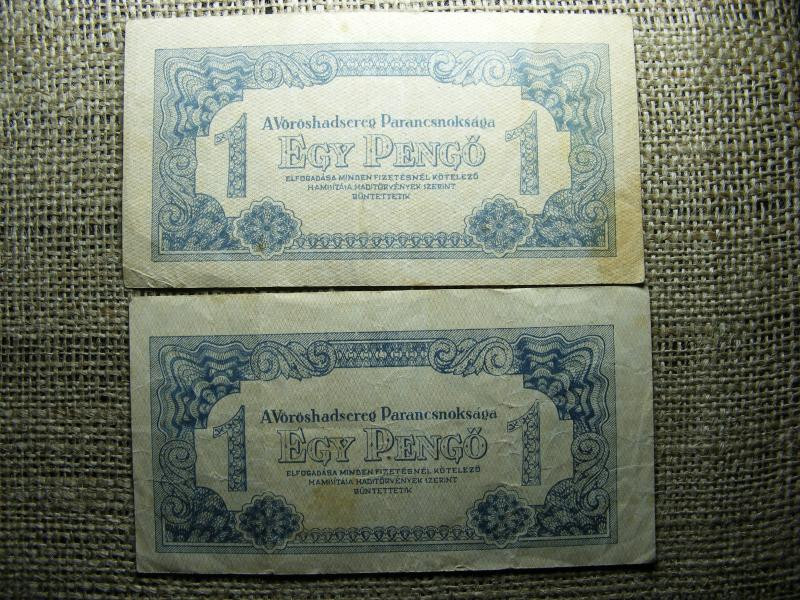 A Vöröshadsereg Parancsnoksága
1 EGY PENGŐ 1
ELFOGADÁSA MINDEN FIZETÉSNÉL KÖTELEZŐ
HAMISÍTÁSA HADITÖRVÉNYEK SZERINT
BÜNTETTETIK
A Vöröshadsereg Parancsnoksága
1 EGY PENGŐ 1
ELFOGADÁSA MINDEN FIZETÉSNÉL KÖTELEZŐ
HAMISÍTÁSA HADITÖRVÉNYEK SZERINT
BÜNTETTETIK